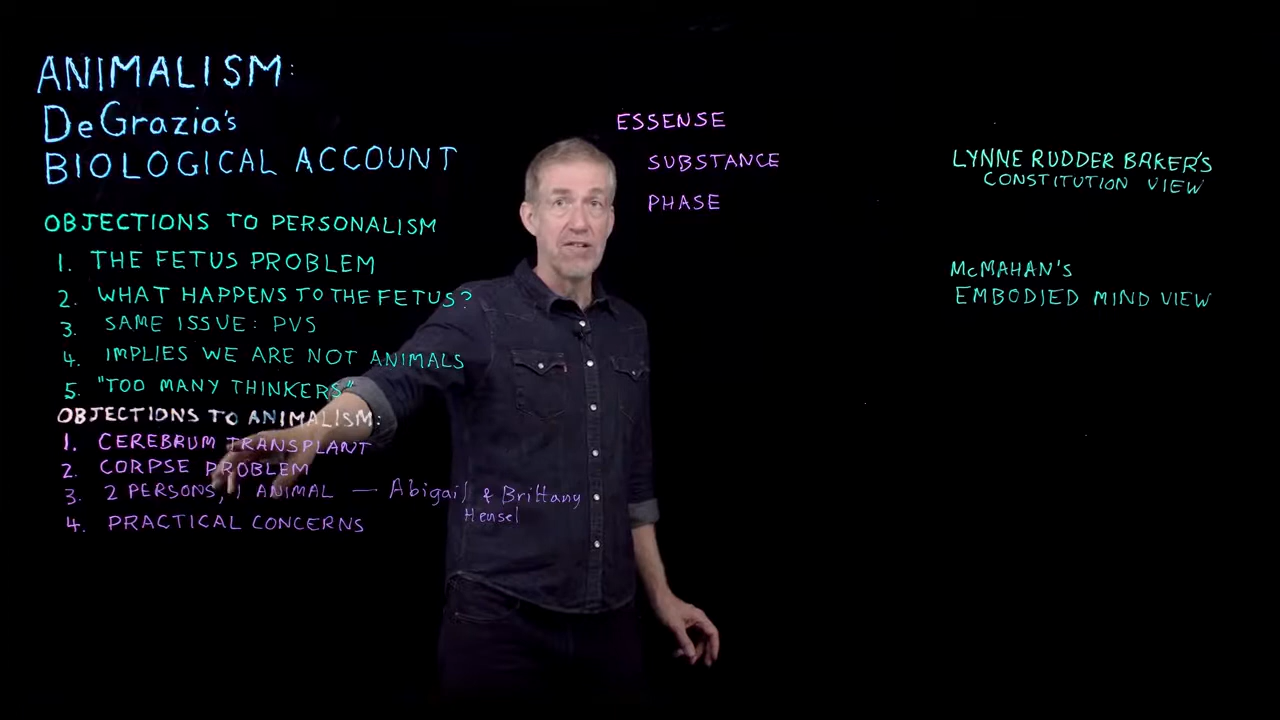 ANIMALISM:
DeGrazia's
BIOLOGICAL ACCOUNT
OBJECTIONS TO PERSONALISM
1. THE FETUS PROBLEM
2. WHAT HAPPENS TO THE FETUS?
3. SAME ISSUE: PVS
4. IMPLIES WE ARE NOT ANIMALS
5. "TOO MANY THINKERS"
OBJECTIONS TO ANIMALISM:
1. CEREBRUM TRANSPLANT
2. CORPSE PROBLEM
3. 2 PERSONS, 1 ANIMAL — Abigail & Brittany
Hensel
4. PRACTICAL CONCERNS
ESSENSE
SUBSTANCE
PHASE
LYNNE RUDDER BAKER'S
CONSTITUTION VIEW
McMAHAN'S
EMBODIED MIND VIEW